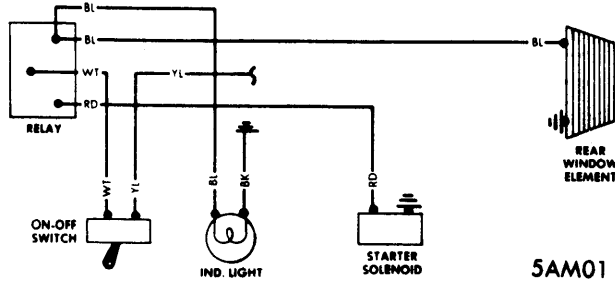 BL
BL
BL
WT
YL
RD
RELAY
REAR
WINDOW
ELEMENT
WT
YL
BL
BK
RD
ON-OFF
SWITCH
IND. LIGHT
STARTER
SOLENOID
5AM01